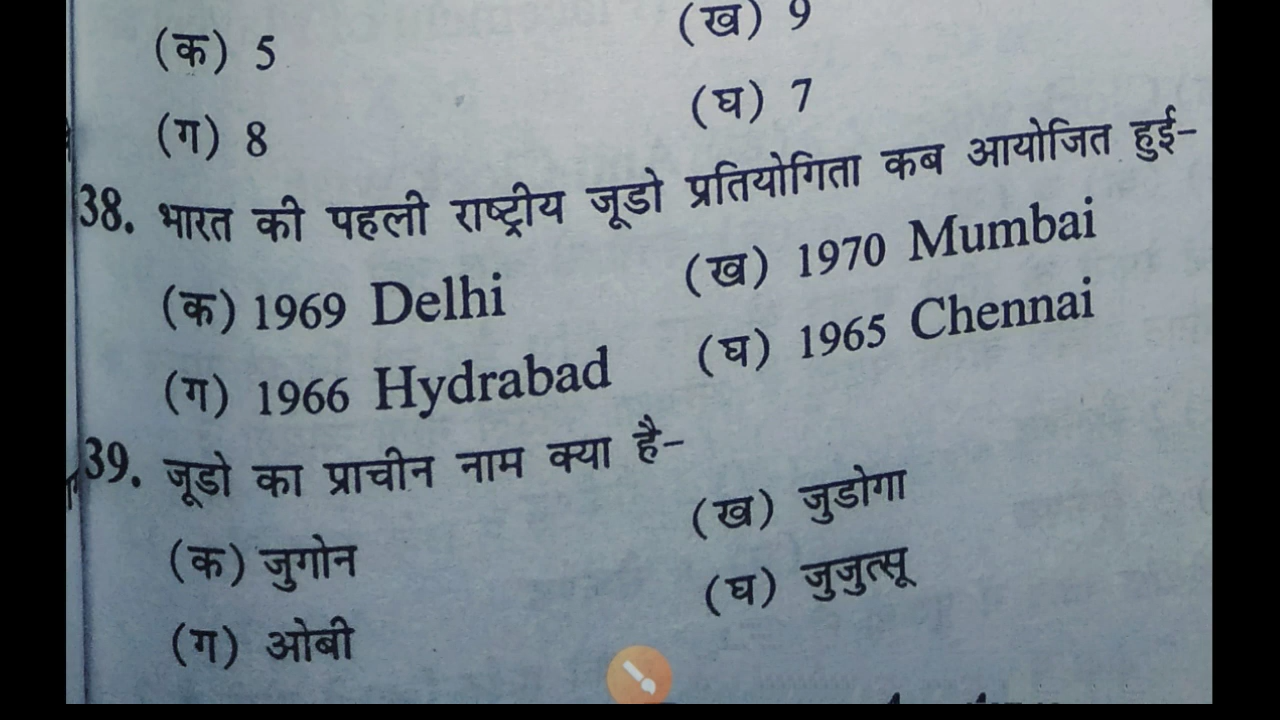 (क) 5 (ख) 9
(ग) 8 (घ) 7
38. भारत की पहली राष्ट्रीय जूडो प्रतियोगिता कब आयोजित हुई-
(क) 1969 Delhi (ख) 1970 Mumbai
(ग) 1966 Hydrabad (घ) 1965 Chennai
39. जूडो का प्राचीन नाम क्या है-
(क) जुगोन (ख) जुडोगा
(ग) ओबी (घ) जुजुत्सू